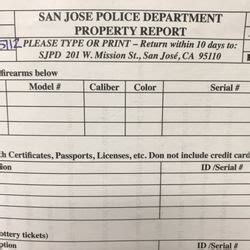 SAN JOSE POLICE DEPARTMENT
PROPERTY REPORT
PLEASE TYPE OR PRINT – Return within 10 days to:
SJPD 201 W. Mission St., San José, CA 95110
firearms below
Model # Caliber Color Serial #
Certificates, Passports, Licenses, etc. Don not include credit card
ID /Serial #
ottery tickets)
ption ID /Serial #